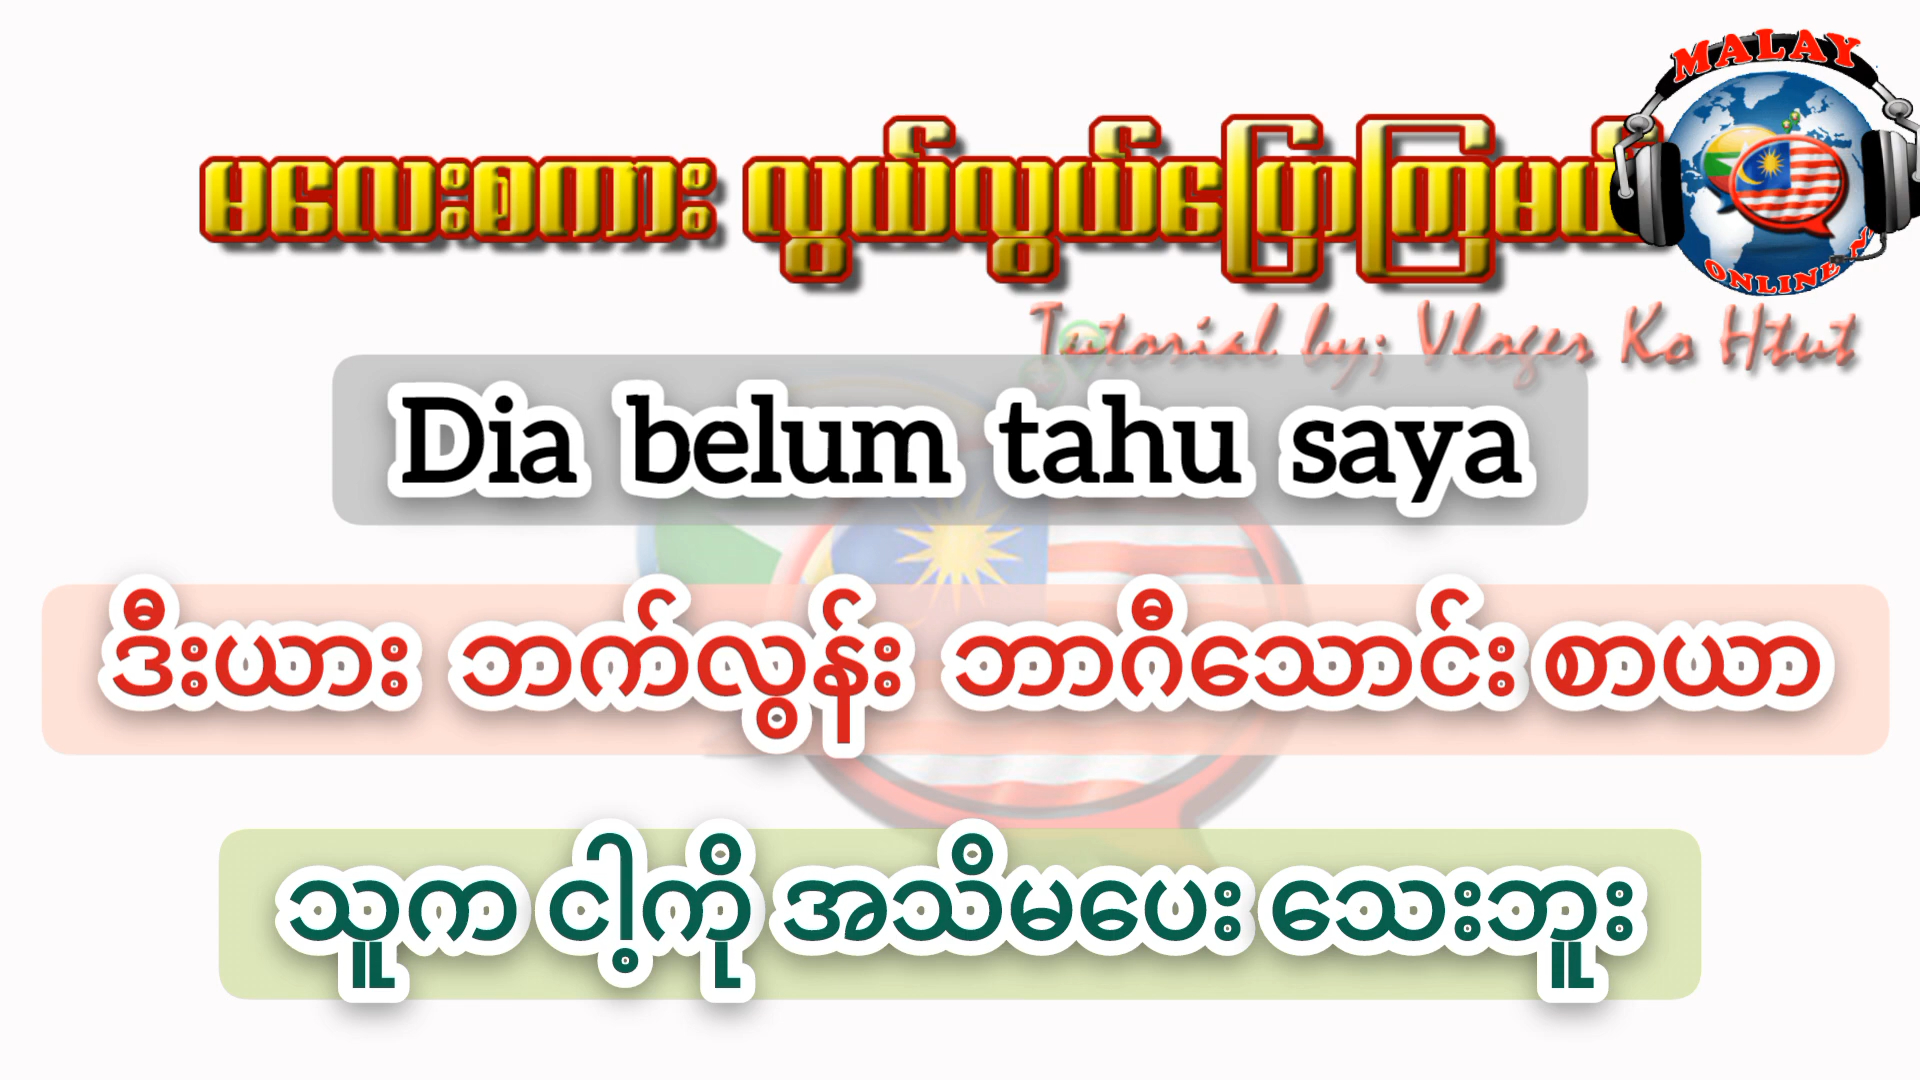 မလေးစကား လွယ်လွယ်ပြောကြမယ်
MALAY
ONLINE
Tutorial by; Vloger Ko Htut
Dia belum tahu saya
ဒီးယား ဘက်လွန်း ဘာဂီသောင်း စာယာ
သူက ငါ့ကို အသိမပေး သေးဘူး